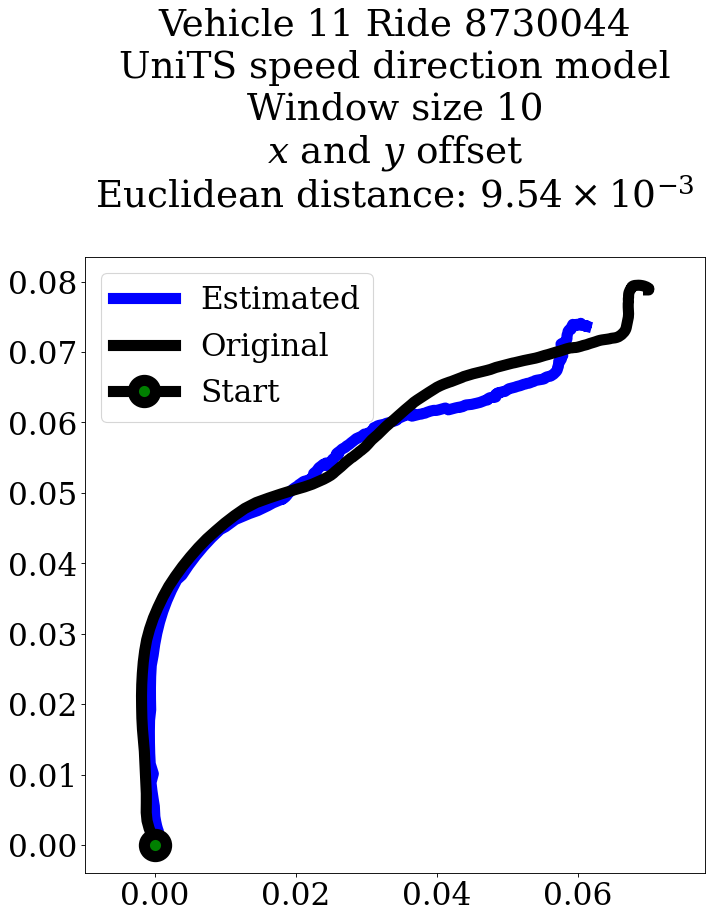 Vehicle 11 Ride 8730044
UniTS speed direction model
Window size 10
x and y offset
Euclidean distance: 9.54 × 10⁻³
Estimated
Original
Start
0.08
0.07
0.06
0.05
0.04
0.03
0.02
0.01
0.00
0.00 0.02 0.04 0.06